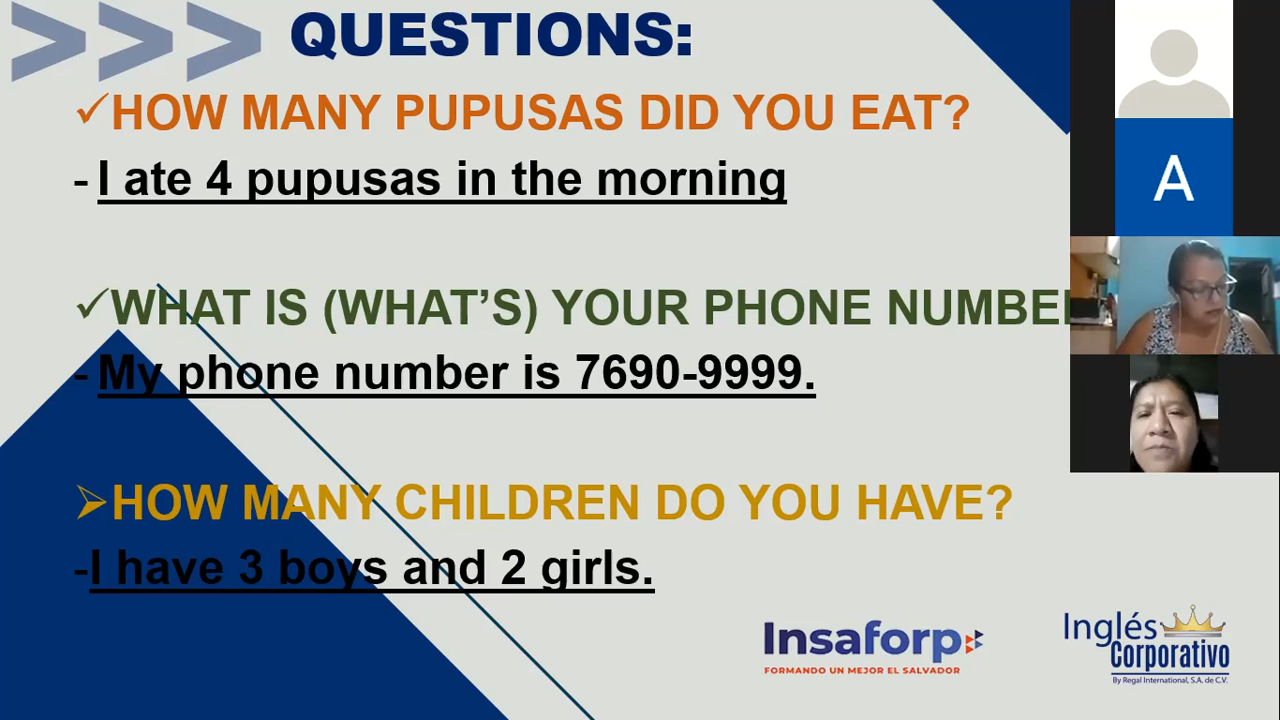 QUESTIONS:
HOW MANY PUPUSAS DID YOU EAT?
- I ate 4 pupusas in the morning
WHAT IS (WHAT’S) YOUR PHONE NUMBE
- My phone number is 7690-9999.
HOW MANY CHILDREN DO YOU HAVE?
-I have 3 boys and 2 girls.
A
Insaforp
FORMANDO UN MEJOR EL SALVADOR
Inglés
Corporativo
By Regal International, S.A. de C.V.